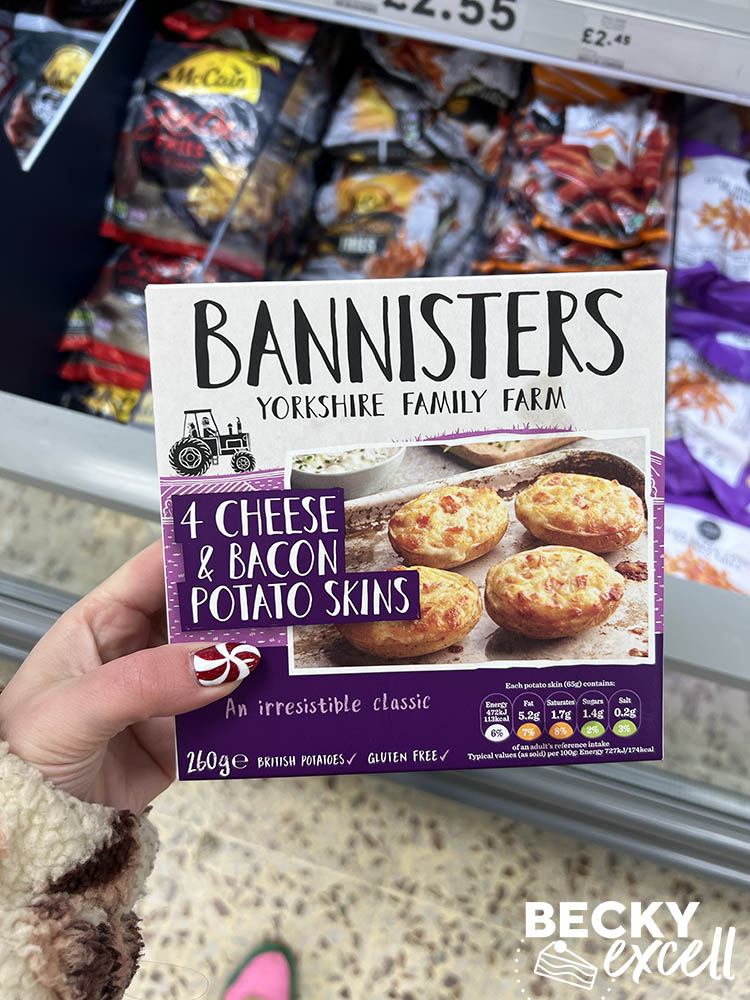 £2.55
£2.45
McCain
FRIES
McCain
FRIES
BANNISTERS
YORKSHIRE FAMILY FARM
4 CHEESE
& BACON
POTATO SKINS
An irresistible classic
Each potato skin (65g) contains:
Energy 472kJ 113kcal 6%
Fat 5.2g 7%
Saturates 1.7g 8%
Sugars 1.4g 2%
Salt 0.2g 3%
of an adult's reference intake
Typical values (as sold) per 100g: Energy 727kJ/174kcal
260g℮ BRITISH POTATOES✓ GLUTEN FREE✓
BECKY
excell